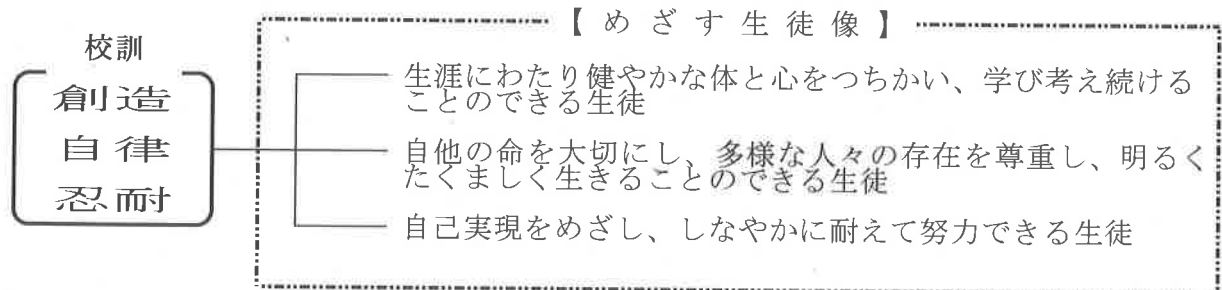 【めざす生徒像】
校訓
創造
自律
忍耐
生涯にわたり健やかな体と心をつちかい、学び考え続ける
ことのできる生徒
自他の命を大切にし、多様な人々の存在を尊重し、明るく
たくましく生きることのできる生徒
自己実現をめざし、しなやかに耐えて努力できる生徒